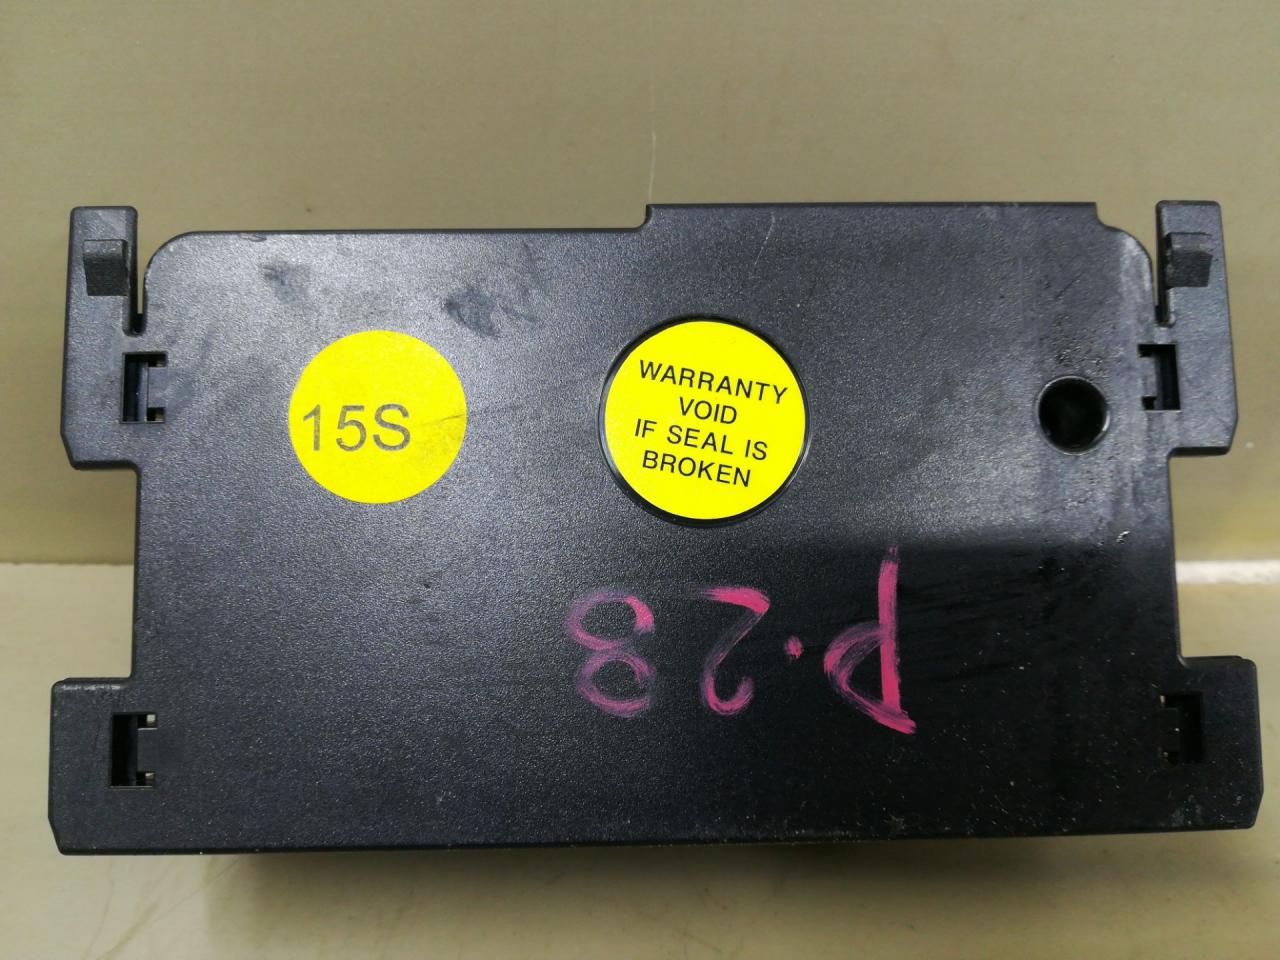 15S
WARRANTY
VOID
IF SEAL IS
BROKEN
P.28